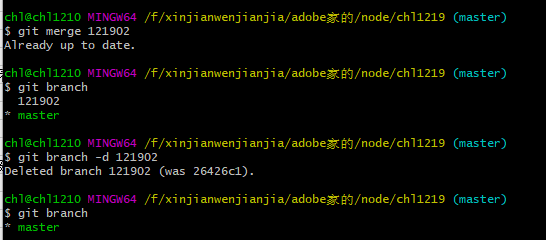 chl@chl1210 MINGW64 /f/xinjianwenjianjia/adobe家的/node/chl1219 (master)
$ git merge 121902
Already up to date.
chl@chl1210 MINGW64 /f/xinjianwenjianjia/adobe家的/node/chl1219 (master)
$ git branch
  121902
* master
chl@chl1210 MINGW64 /f/xinjianwenjianjia/adobe家的/node/chl1219 (master)
$ git branch -d 121902
Deleted branch 121902 (was 26426c1).
chl@chl1210 MINGW64 /f/xinjianwenjianjia/adobe家的/node/chl1219 (master)
$ git branch
* master